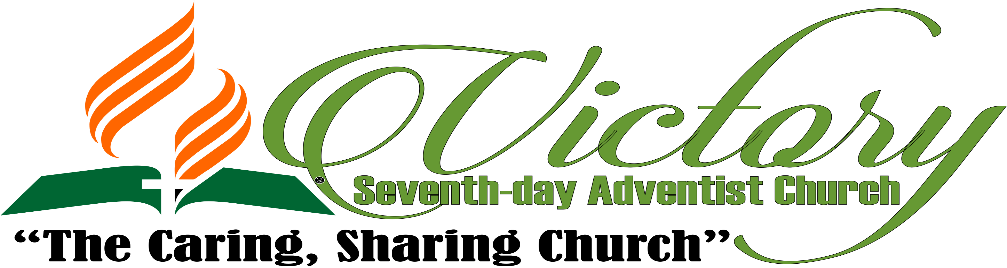 Victory
Seventh-day Adventist Church
“The Caring, Sharing Church”